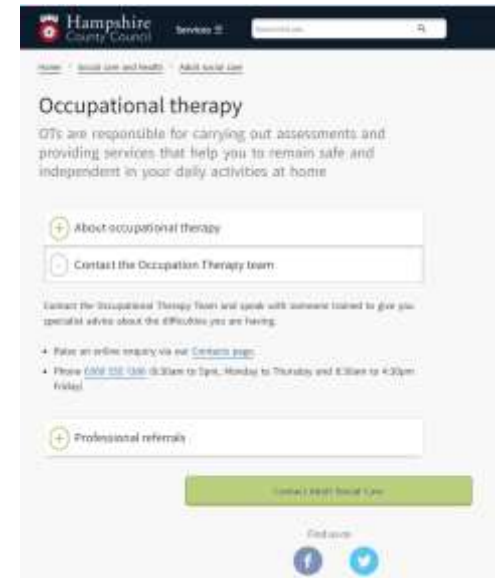 Hampshire
County Council
Services
Home
Social care and health
Adult social care
Occupational therapy
OTs are responsible for carrying out assessments and
providing services that help you to remain safe and
independent in your daily activities at home
About occupational therapy
Contact the Occupation Therapy team
Contact the Occupational Therapy Team and speak with someone trained to give you
specialist advice about the difficulties you are having.
• Raise an online enquiry via our Contacts page.
• Phone (8:30am to 5pm, Monday to Thursday and 8:30am to 4:30pm
Friday)
Professional referrals
Contact Adult Social Care
Find us on